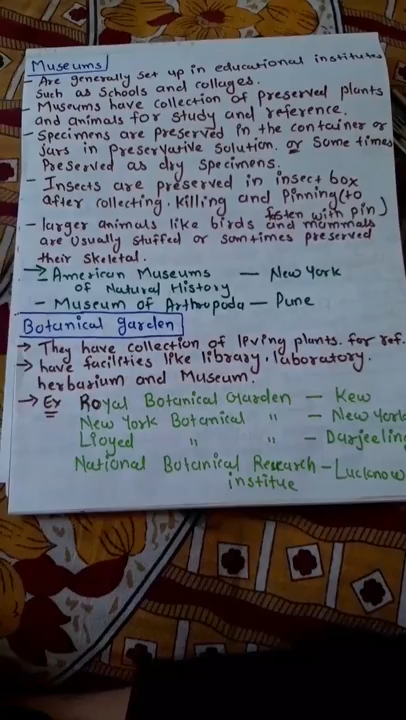 Museums
- Are generally set up in educational institutes
such as schools and collages.
- Museums have collection of preserved plants
and animals for study and reference.
- Specimens are preserved in the container or
Jars in preservative solution. or Some times
Preserved as dry specimens.
- Insects are preserved in insect box
after collecting. Killing and Pinning (to
fasten with pin)
- larger animals like birds and mammals
are usually stuffed or somtimes preserved
their skeletal.
→ American Museums — New York
of Natural History
- Museum of Arthropoda — Pune
Botanical garden
→ They have collection of living plants. for ref.
→ have facilities like library, laboratory.
herbarium and Museum.
→ Ex Royal Botanical Garden — Kew
New York Botanical " — New York
Lloyed " " — Darjeeling
National Botanical Research — Lucknow
institue